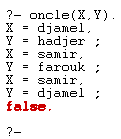 ?- oncle(X,Y).
X = djamel,
Y = hadjer ;
X = samir,
Y = farouk ;
X = samir,
Y = djamel ;
false.
?-